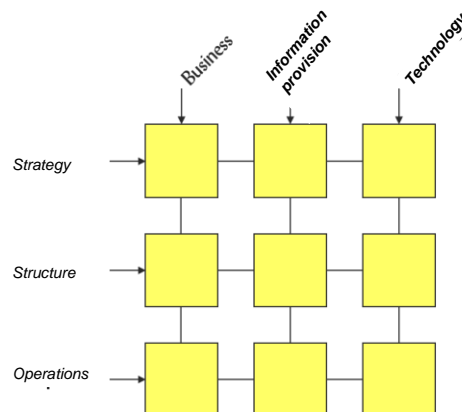 Business
Information
provision
Technology
Strategy
Structure
Operations
.